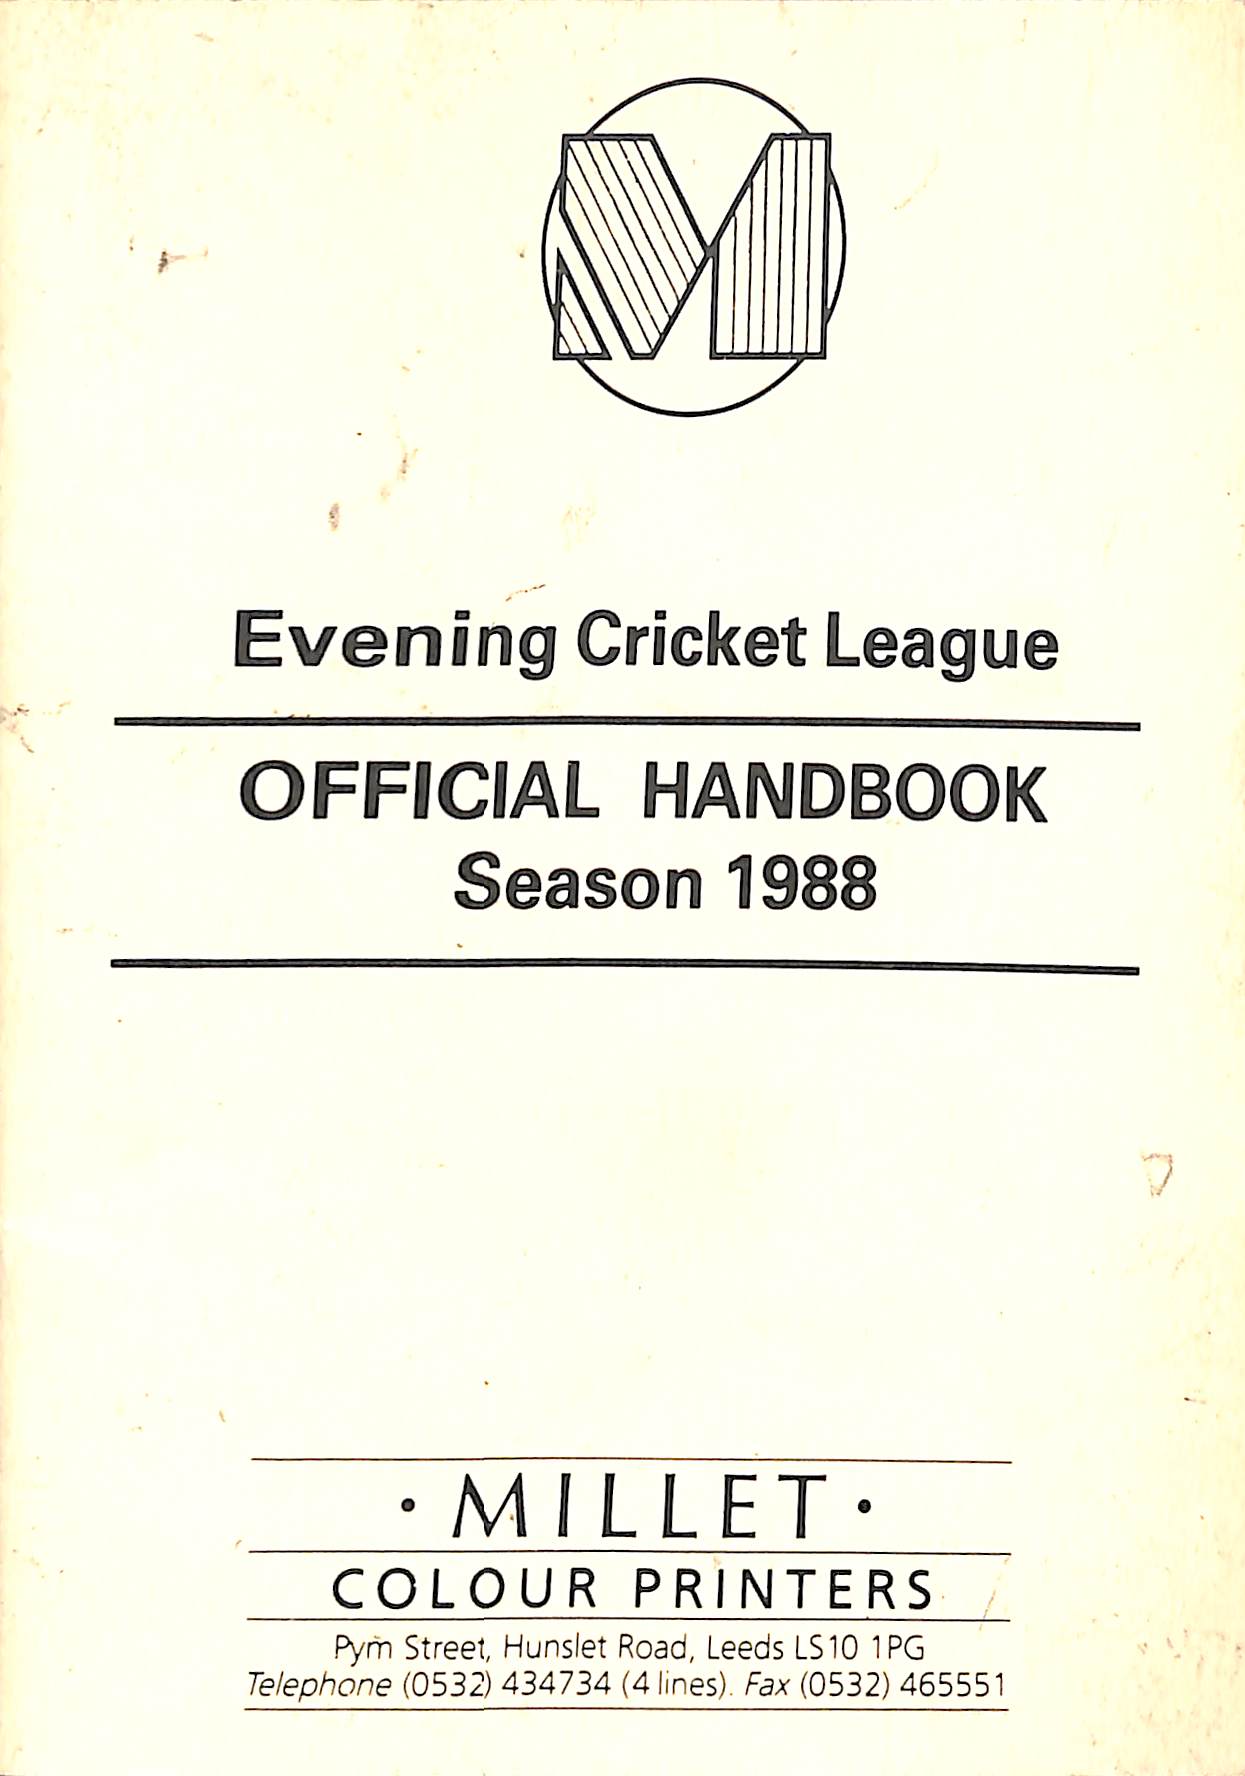 Evening Cricket League
OFFICIAL HANDBOOK
Season 1988
· MILLET ·
COLOUR PRINTERS
Pym Street, Hunslet Road, Leeds LS10 1PG
Telephone (0532) 434734 (4 lines). Fax (0532) 465551